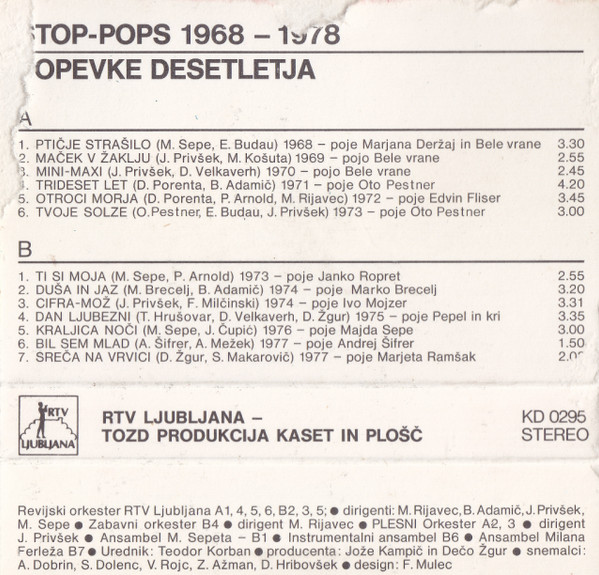 STOP-POPS 1968 – 1978
POPEVKE DESETLETJA
A
1. PTIČJE STRAŠILO (M. Sepe, E. Budau) 1968 – poje Marjana Deržaj in Bele vrane 3.30
2. MAČEK V ŽAKLJU (J. Privšek, M. Košuta) 1969 – pojo Bele vrane 2.55
3. MINI-MAXI (J. Privšek, D. Velkaverh) 1970 – pojo Bele vrane 2.45
4. TRIDESET LET (D. Porenta, B. Adamič) 1971 – poje Oto Pestner 4.20
5. OTROCI MORJA (D. Porenta, P. Arnold, M. Rijavec) 1972 – poje Edvin Fliser 3.45
6. TVOJE SOLZE (O. Pestner, E. Budau, J. Privšek) 1973 – poje Oto Pestner 3.00
B
1. TI SI MOJA (M. Sepe, P. Arnold) 1973 – poje Janko Ropret 2.55
2. DUŠA IN JAZ (M. Brecelj, B. Adamič) 1974 – poje Marko Brecelj 3.20
3. CIFRA-MOŽ (J. Privšek, F. Milčinski) 1974 – poje Ivo Mojzer 3.31
4. DAN LJUBEZNI (T. Hrušovar, D. Velkaverh, D. Žgur) 1975 – poje Pepel in kri 3.35
5. KRALJICA NOČI (M. Sepe, J. Čupić) 1976 – poje Majda Sepe 3.00
6. BIL SEM MLAD (A. Šifrer, A. Mežek) 1977 – poje Andrej Šifrer 1.50
7. SREČA NA VRVICI (D. Žgur, S. Makarovič) 1977 – poje Marjeta Ramšak
RTV
LJUBLJANA
RTV LJUBLJANA – KD 0295
TOZD PRODUKCIJA KASET IN PLOŠČ STEREO
Revijski orkester RTV Ljubljana A1, 4, 5, 6, B2, 3, 5; ● dirigenti: M. Rijavec, B. Adamič, J. Privšek,
M. Sepe ● Zabavni orkester B4 ● dirigent M. Rijavec ● PLESNI Orkester A2, 3 ● dirigent
J. Privšek ● Ansambel M. Sepeta – B1 ● Instrumentalni ansambel B6 ● Ansambel Milana
Ferleža B7 ● Urednik: Teodor Korban ● producenta: Jože Kampič in Dečo Žgur ● snemalci:
A. Dobrin, S. Dolenc, V. Rojc, Z. Ažman, D. Hribovšek ● design: F. Mulec